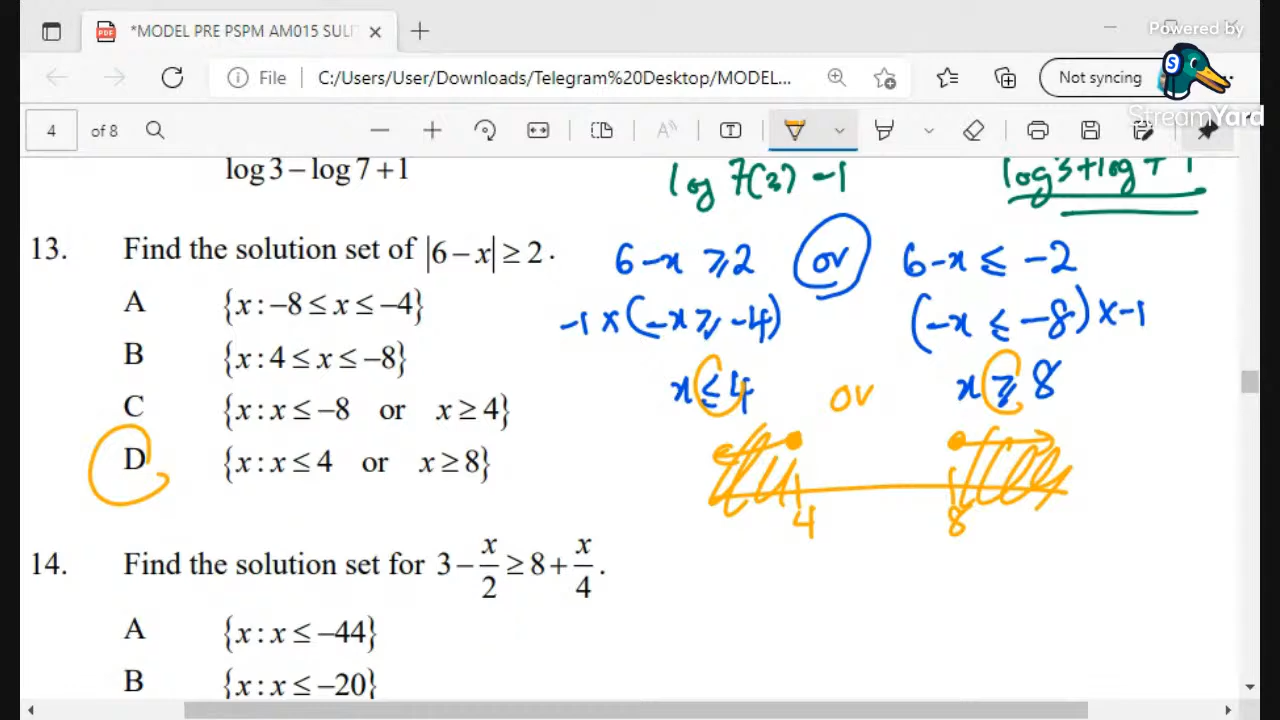 *MODEL PRE PSPM AM015 SULI
Powered by
File C:/Users/User/Downloads/Telegram%20Desktop/MODEL... Not syncing
StreamYard
4 of 8
log 3 – log 7 + 1
log 7(3) -1
log 3 + log 7 + 1
13. Find the solution set of |6 – x| ≥ 2 .
6-x ≥ 2 or 6-x ≤ -2
A {x : –8 ≤ x ≤ –4}
-1 x (-x ≥ -4) (-x ≤ -8) x -1
B {x : 4 ≤ x ≤ –8}
x ≤ 4 or x ≥ 8
C {x : x ≤ –8 or x ≥ 4}
D {x : x ≤ 4 or x ≥ 8}
4 8
14. Find the solution set for 3 – x/2 ≥ 8 + x/4 .
A {x : x ≤ –44}
B {x : x ≤ –20}